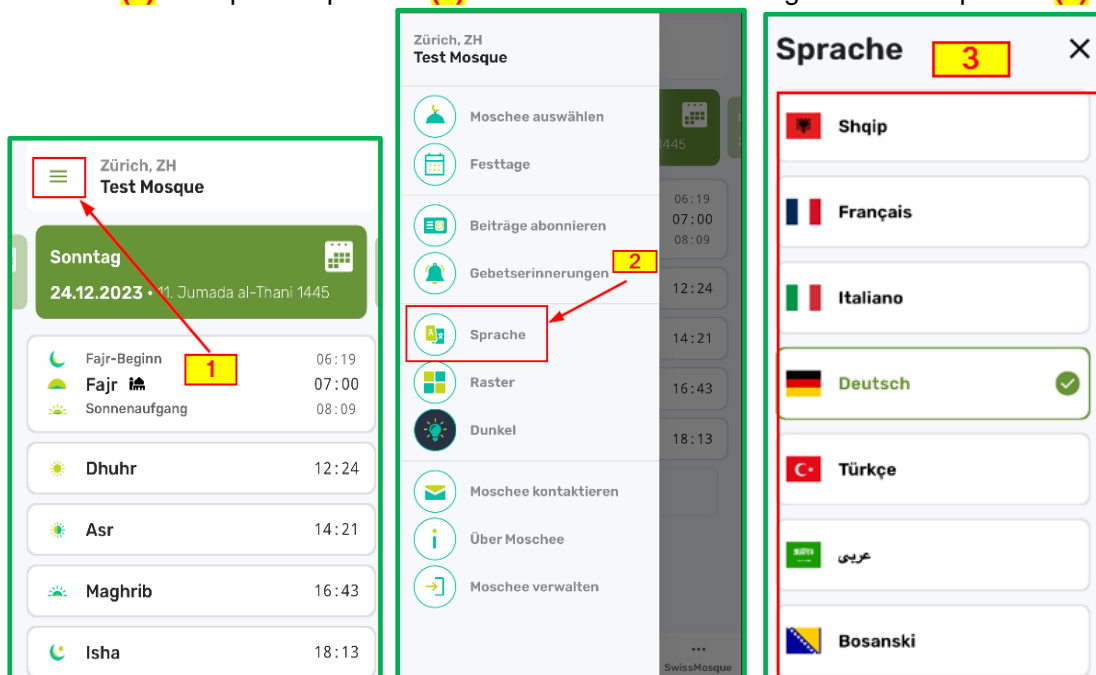 Zürich, ZH
Test Mosque
Sonntag
24.12.2023 • 11. Jumada al-Thani 1445
Fajr-Beginn 06:19
1
Fajr 07:00
Sonnenaufgang 08:09
Dhuhr 12:24
Asr 14:21
Maghrib 16:43
Isha 18:13
Zürich, ZH
Test Mosque
Moschee auswählen
1445
Festtage
06:19
Beiträge abonnieren 07:00
08:09
Gebetserinnerungen 2
12:24
Sprache 14:21
Raster 16:43
Dunkel 18:13
Moschee kontaktieren
Über Moschee
Moschee verwalten
SwissMosque
Sprache 3
Shqip
Français
Italiano
Deutsch
Türkçe
عربى
Bosanski